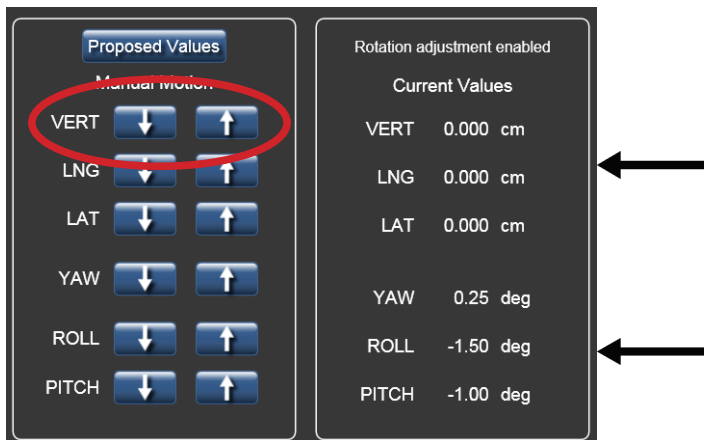 Proposed Values
Manual Motion
VERT
LNG
LAT
YAW
ROLL
PITCH
Rotation adjustment enabled
Current Values
VERT 0.000 cm
LNG 0.000 cm
LAT 0.000 cm
YAW 0.25 deg
ROLL -1.50 deg
PITCH -1.00 deg